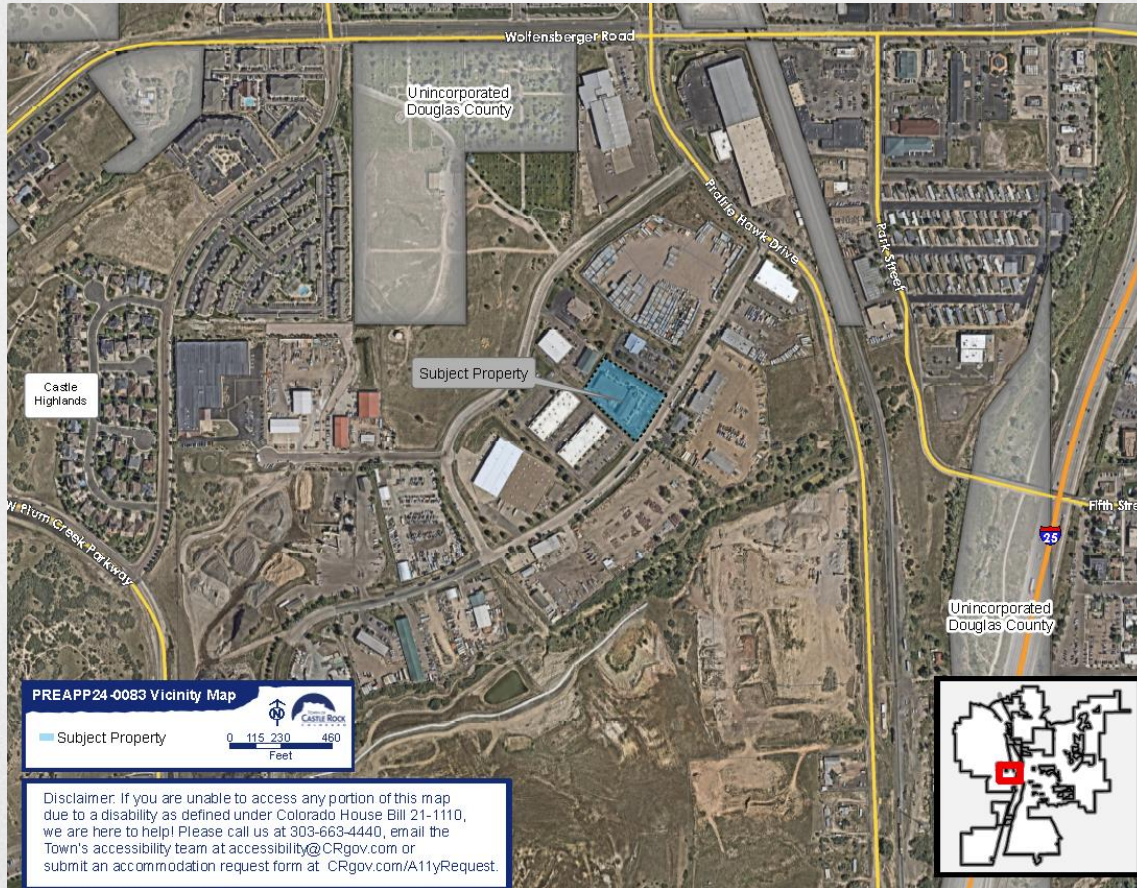 Wolfensberger Road
Unincorporated
Douglas County
Prairie Hawk Drive
Park Street
Subject Property
Castle
Highlands
W Plum Creek Parkway
Fifth Stre
25
Unincorporated
Douglas County
PREAPP24-0083 Vicinity Map
N
TOWN OF
CASTLE ROCK
COLORADO
Subject Property
0 115 230 460
Feet
Disclaimer: If you are unable to access any portion of this map
due to a disability as defined under Colorado House Bill 21-1110,
we are here to help! Please call us at 303-663-4440, email the
Town's accessibility team at accessibility@CRgov.com or
submit an accommodation request form at CRgov.com/A11yRequest.